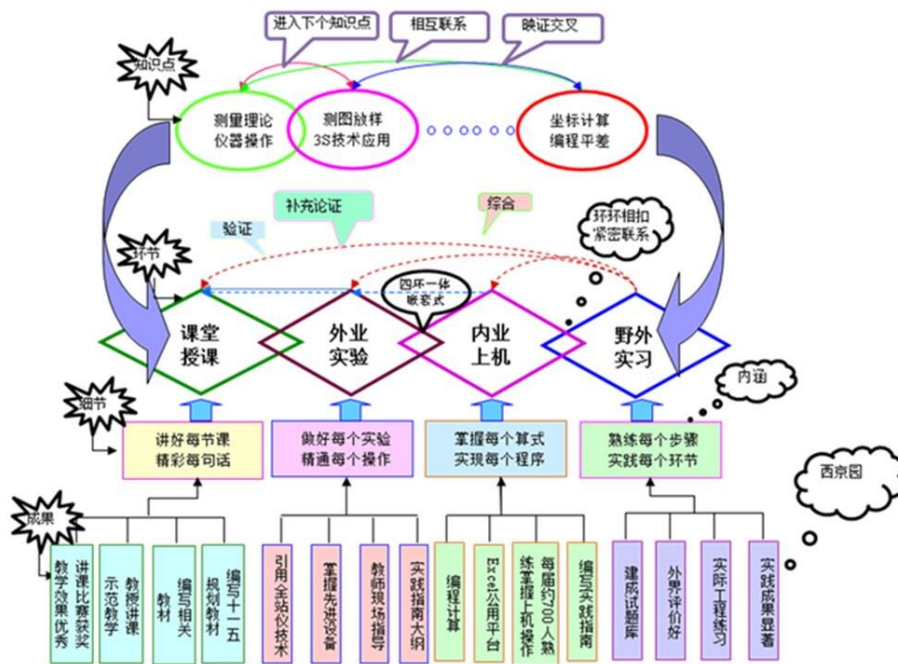 进入下个知识点
相互联系
映证交叉
知识点
测量理论
仪器操作
测图放样
3S技术应用
坐标计算
编程平差
补充论证
综合
验证
环环相扣
紧密联系
环节
四环一体
嵌套式
课堂
授课
外业
实验
内业
上机
野外
实习
细节
内涵
讲好每节课
精彩每句话
做好每个实验
精通每个操作
掌握每个算式
实现每个程序
熟练每个步骤
实践每个环节
西京园
成果
讲课比赛获奖
教学效果优秀
教授讲课
示范教学
编写相关
教材
编写十一五
规划教材
引用全站仪技术
掌握先进设备
教师现场指导
实践指南大纲
编程计算
Excel公用平台
每届约700人熟
练掌握上机操作
编写实践指南
建成试题库
外界评价好
实际工程练习
实践成果显著